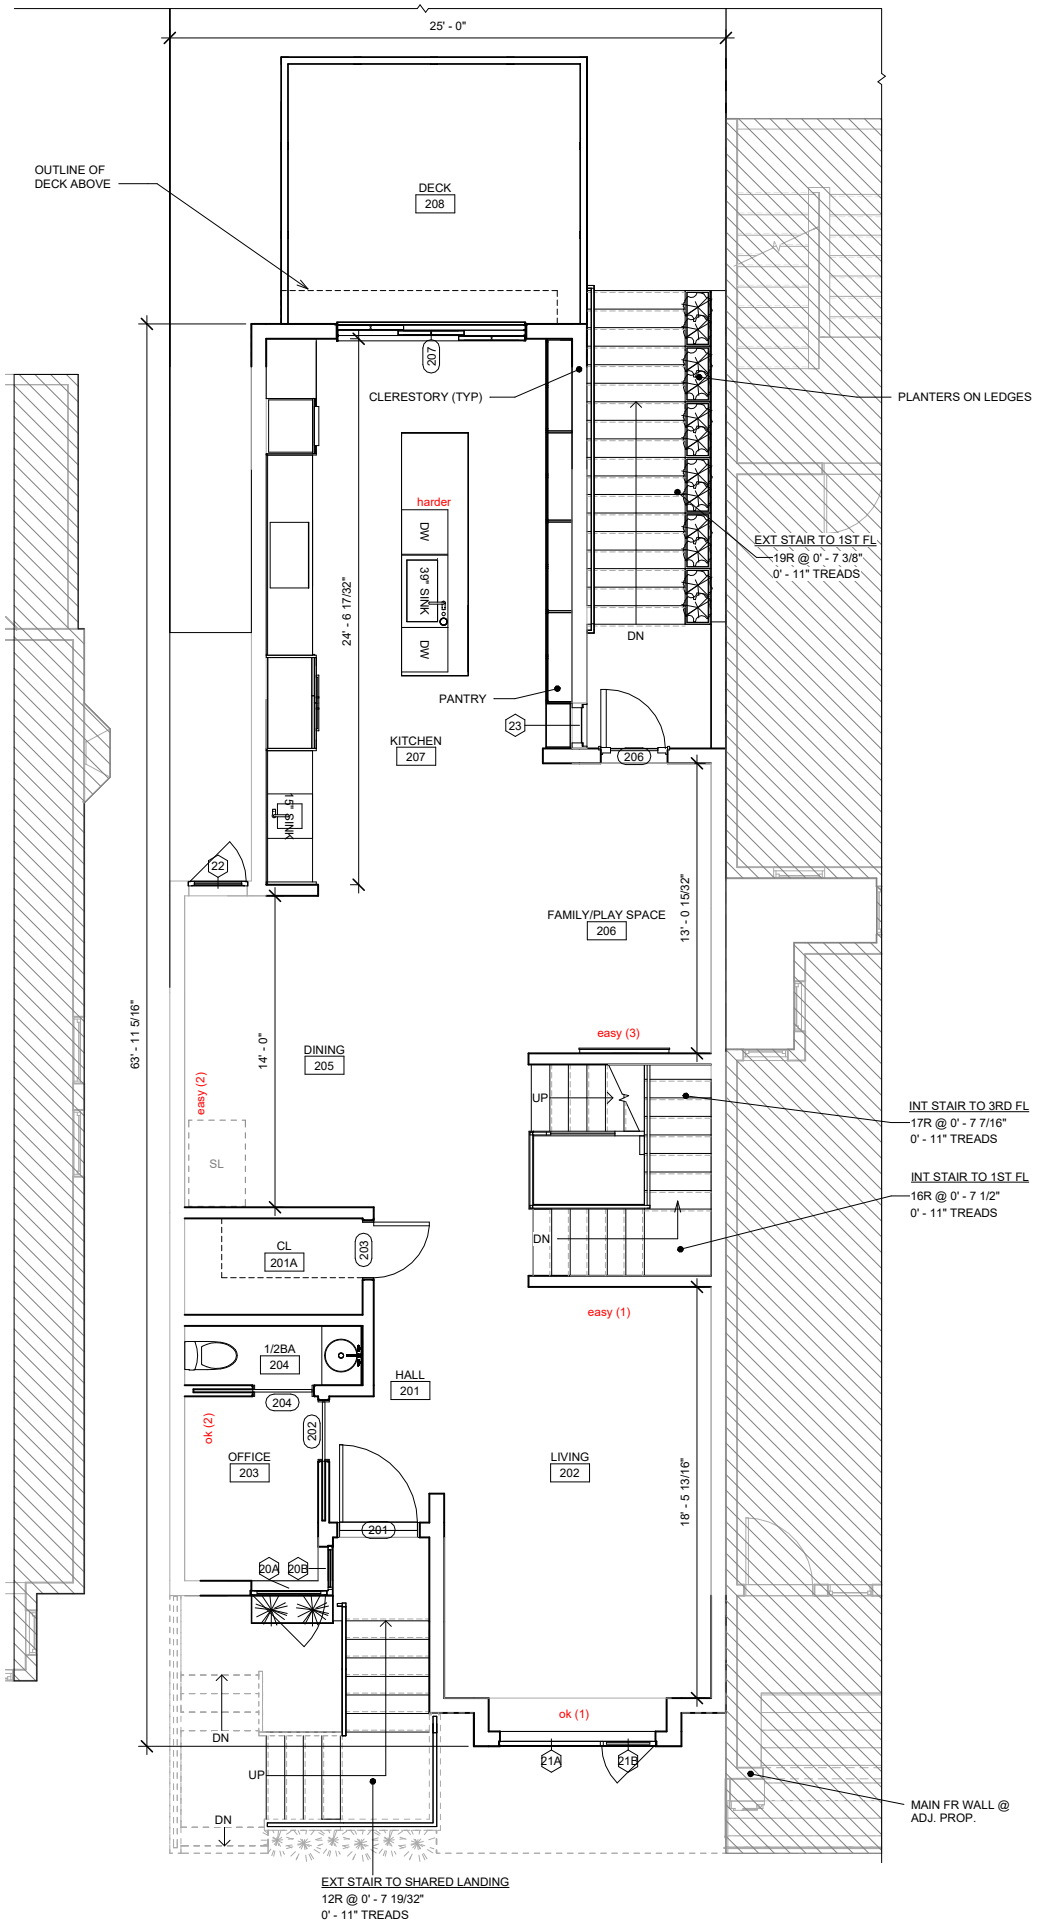 25' - 0"
OUTLINE OF
DECK ABOVE
DECK
208
207
CLERESTORY (TYP)
PLANTERS ON LEDGES
harder
DW
39" SINK
DW
EXT STAIR TO 1ST FL
19R @ 0' - 7 3/8"
0' - 11" TREADS
24' - 6 17/32"
DN
PANTRY
23
KITCHEN
207
206
15" SINK
22
FAMILY/PLAY SPACE
206
13' - 0 15/32"
63' - 11 5/16"
14' - 0"
easy (3)
DINING
205
easy (2)
UP
INT STAIR TO 3RD FL
17R @ 0' - 7 7/16"
0' - 11" TREADS
SL
INT STAIR TO 1ST FL
16R @ 0' - 7 1/2"
0' - 11" TREADS
DN
CL
201A
203
easy (1)
1/2BA
204
HALL
201
204
ok (2)
202
OFFICE
203
LIVING
202
18' - 5 13/16"
201
20A
20B
ok (1)
DN
21A
21B
UP
DN
MAIN FR WALL @
ADJ. PROP.
EXT STAIR TO SHARED LANDING
12R @ 0' - 7 19/32"
0' - 11" TREADS